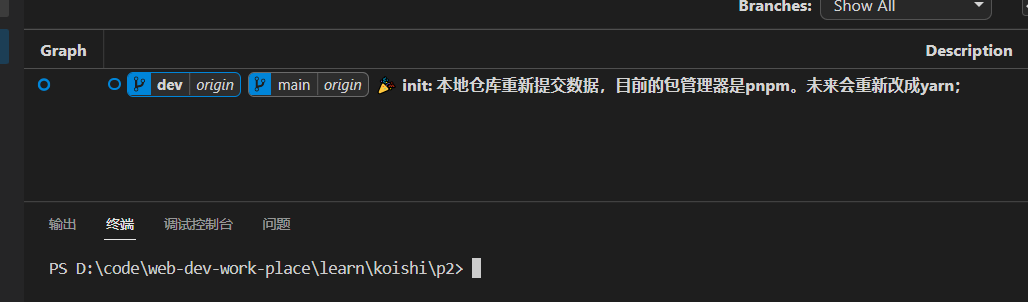 Branches: Show All
Graph Description
dev origin main origin 🎉 init: 本地仓库重新提交数据，目前的包管理器是pnpm。未来会重新改成yarn；
输出 终端 调试控制台 问题
PS D:\code\web-dev-work-place\learn\koishi\p2>